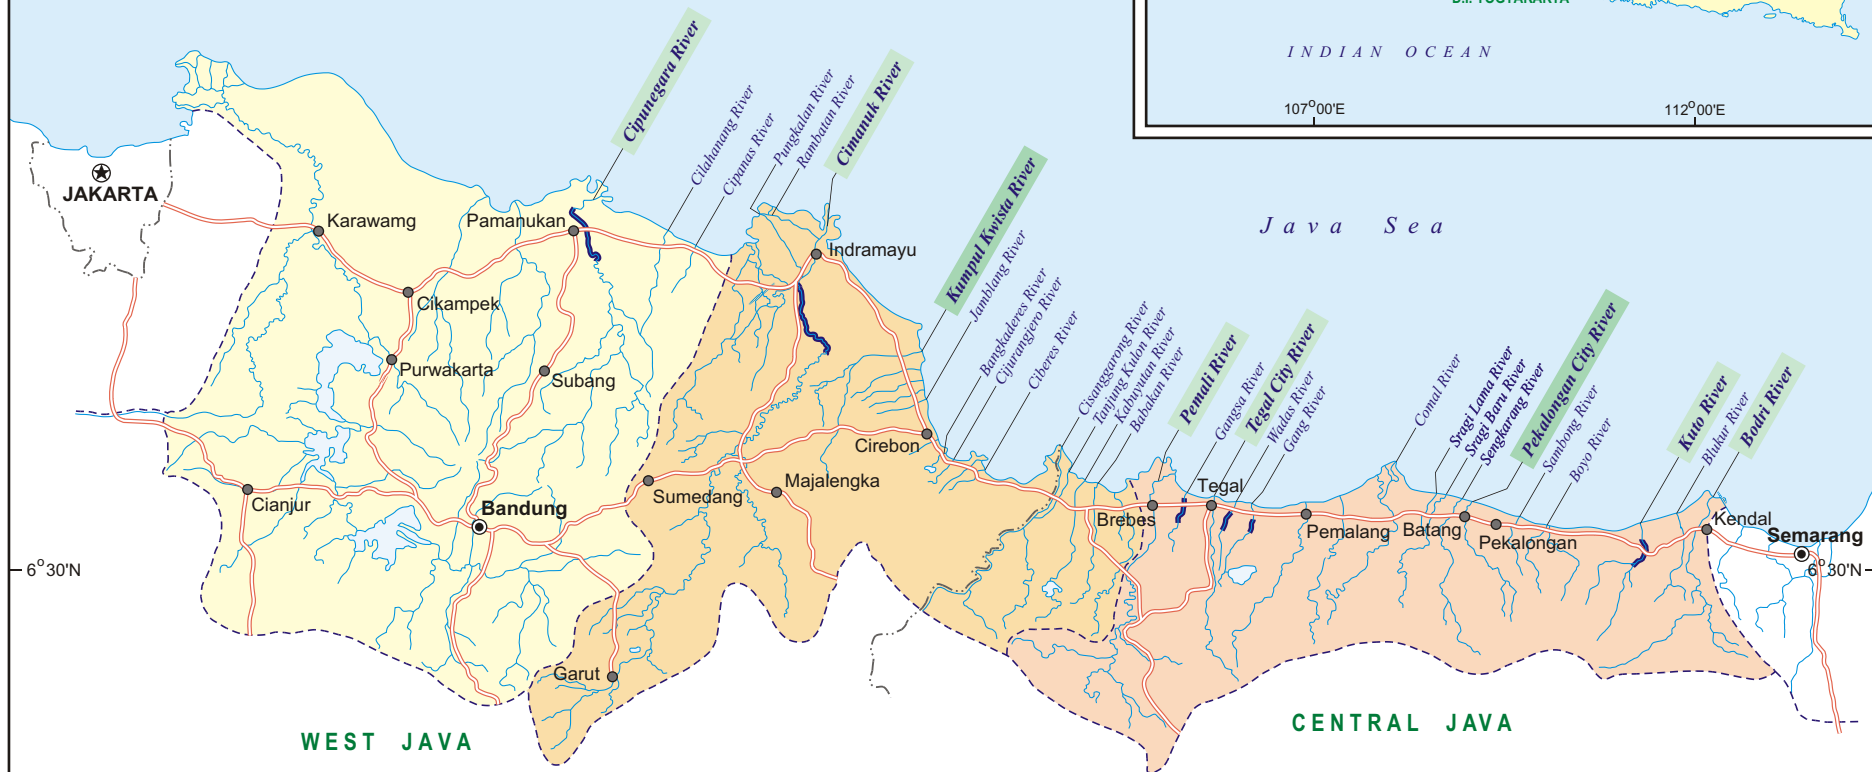 D.I. YOGYAKARTA
INDIAN OCEAN
107°00'E
112°00'E
Java Sea
Cipunegara River
Cilahanang River
Cipanas River
Pungkalan River
Rambatan River
Cimanuk River
Kumpul Kwista River
Jamblang River
Bangkaderes River
Cijurangjero River
Ciberes River
Cisanggarong River
Tanjung Kulon River
Kabuyutan River
Babakan River
Pemali River
Gangsa River
Tegal City River
Wadas River
Gang River
Comal River
Sragi Lama River
Sragi Baru River
Sengkarang River
Pekalongan City River
Sambong River
Boyo River
Kuto River
Blukar River
Bodri River
JAKARTA
Karawamg
Pamanukan
Indramayu
Cikampek
Purwakarta
Subang
Cirebon
Sumedang
Majalengka
Cianjur
Bandung
Brebes
Tegal
Pemalang
Batang
Pekalongan
Kendal
Semarang
6°30'N
6°30'N
Garut
WEST JAVA
CENTRAL JAVA